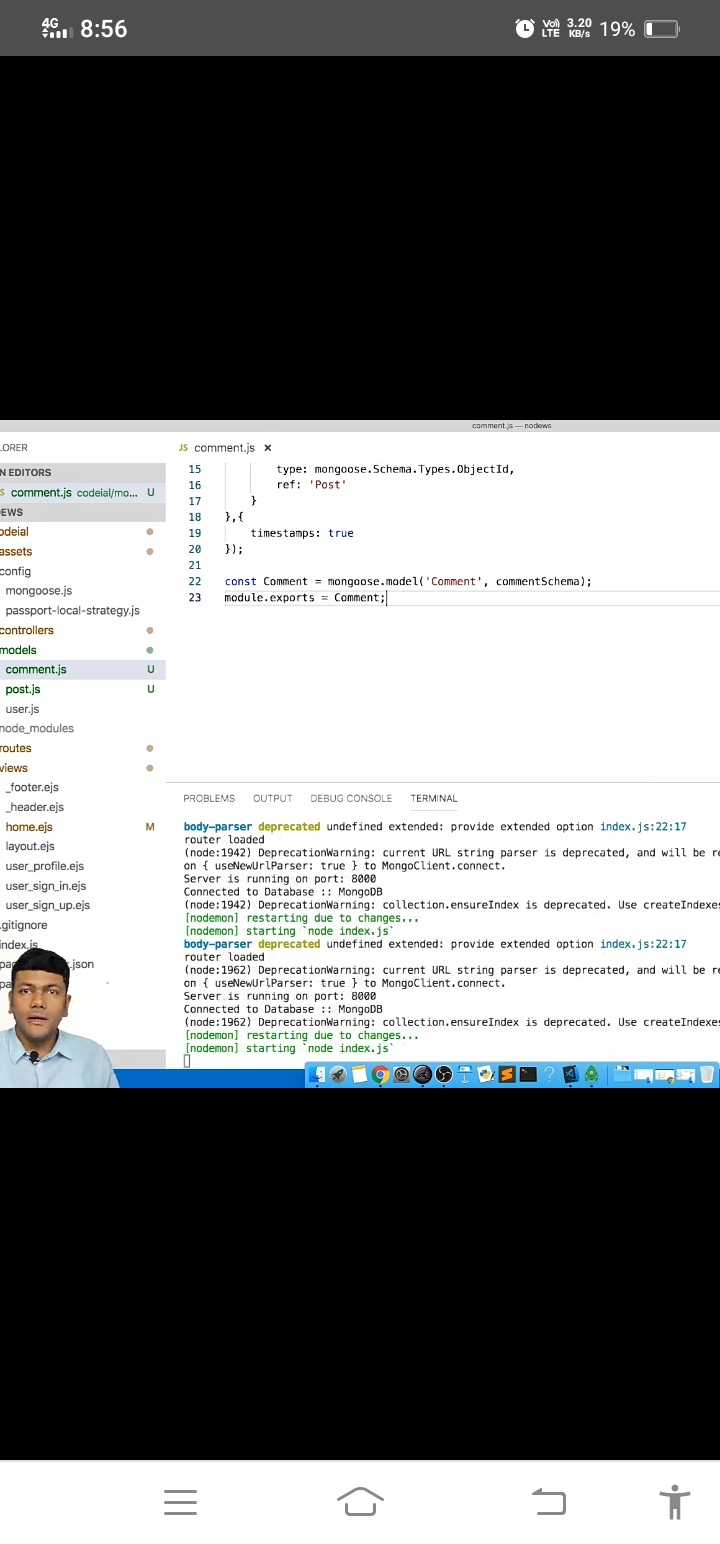 4G 8:56 Vo) LTE 3.20 KB/s 19%
comment.js — nodews
LORER
JS comment.js ×
N EDITORS
S comment.js codeial/mo... U
EWS
odeial
assets
config
mongoose.js
passport-local-strategy.js
controllers
models
comment.js U
post.js U
user.js
node_modules
routes
views
_footer.ejs
_header.ejs
home.ejs M
layout.ejs
user_profile.ejs
user_sign_in.ejs
user_sign_up.ejs
.gitignore
index.js
.json
15 type: mongoose.Schema.Types.ObjectId,
16 ref: 'Post'
17 }
18 },{
19 timestamps: true
20 });
21
22 const Comment = mongoose.model('Comment', commentSchema);
23 module.exports = Comment;
PROBLEMS OUTPUT DEBUG CONSOLE TERMINAL
body-parser deprecated undefined extended: provide extended option index.js:22:17
router loaded
(node:1942) DeprecationWarning: current URL string parser is deprecated, and will be re
on { useNewUrlParser: true } to MongoClient.connect.
Server is running on port: 8000
Connected to Database :: MongoDB
(node:1942) DeprecationWarning: collection.ensureIndex is deprecated. Use createIndexes
[nodemon] restarting due to changes...
[nodemon] starting `node index.js`
body-parser deprecated undefined extended: provide extended option index.js:22:17
router loaded
(node:1962) DeprecationWarning: current URL string parser is deprecated, and will be re
on { useNewUrlParser: true } to MongoClient.connect.
Server is running on port: 8000
Connected to Database :: MongoDB
(node:1962) DeprecationWarning: collection.ensureIndex is deprecated. Use createIndexes
[nodemon] restarting due to changes...
[nodemon] starting `node index.js`